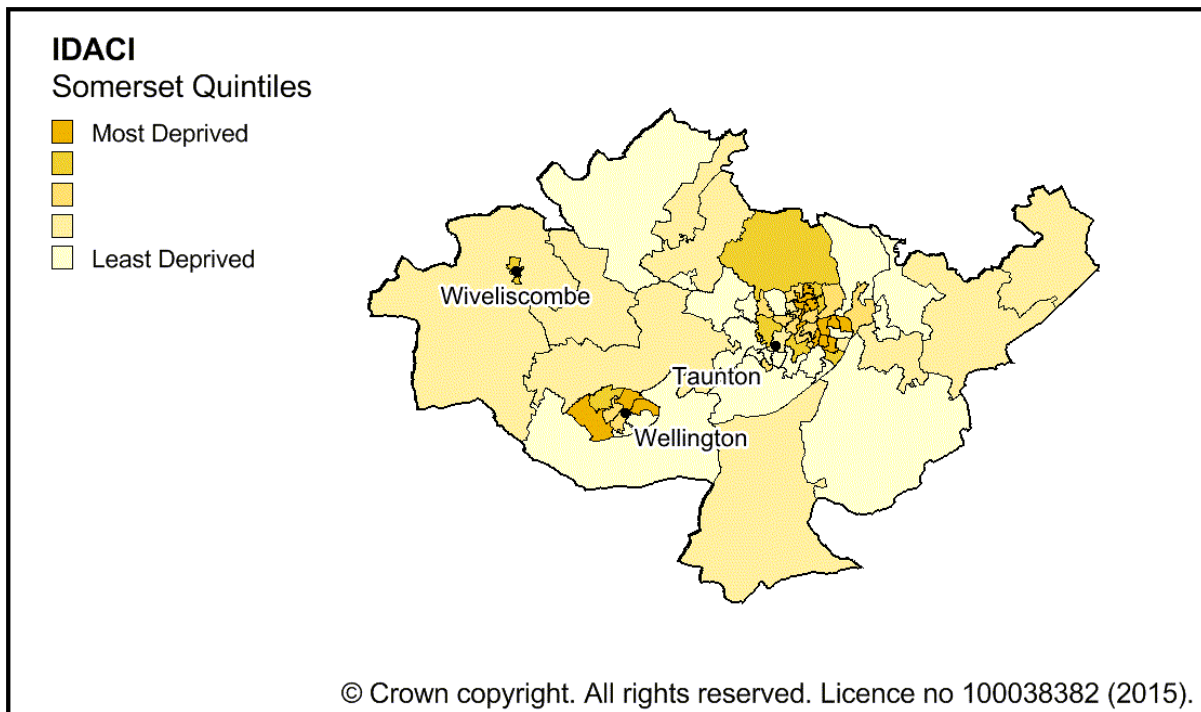 IDACI
Somerset Quintiles
Most Deprived
Least Deprived
Wiveliscombe
Taunton
Wellington
© Crown copyright. All rights reserved. Licence no 100038382 (2015).